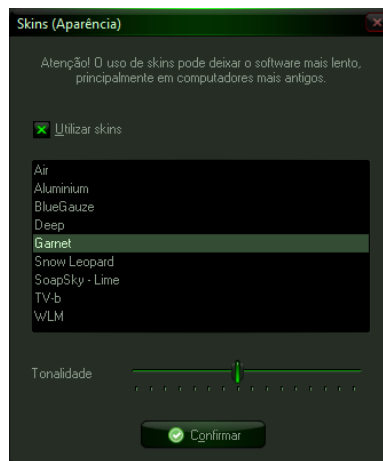 Skins (Aparência)
Atenção! O uso de skins pode deixar o software mais lento,
principalmente em computadores mais antigos.
Utilizar skins
Air
Aluminium
BlueGauze
Deep
Garnet
Snow Leopard
SoapSky - Lime
TV-b
WLM
Tonalidade
Confirmar